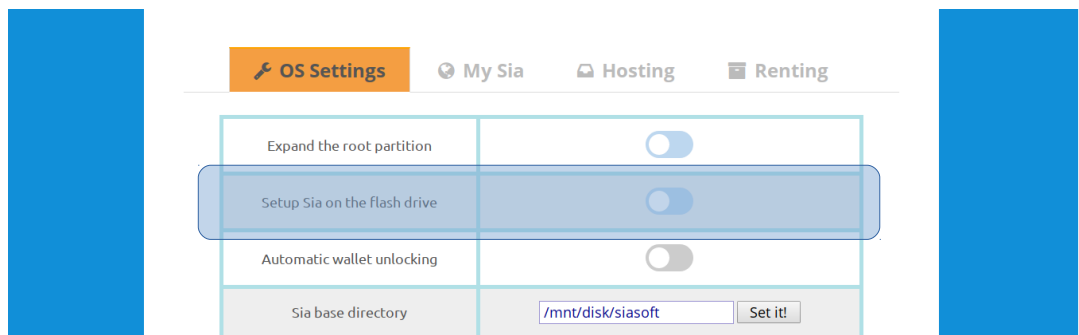 OS Settings My Sia Hosting Renting
Expand the root partition
Setup Sia on the flash drive
Automatic wallet unlocking
Sia base directory /mnt/disk/siasoft Set it!